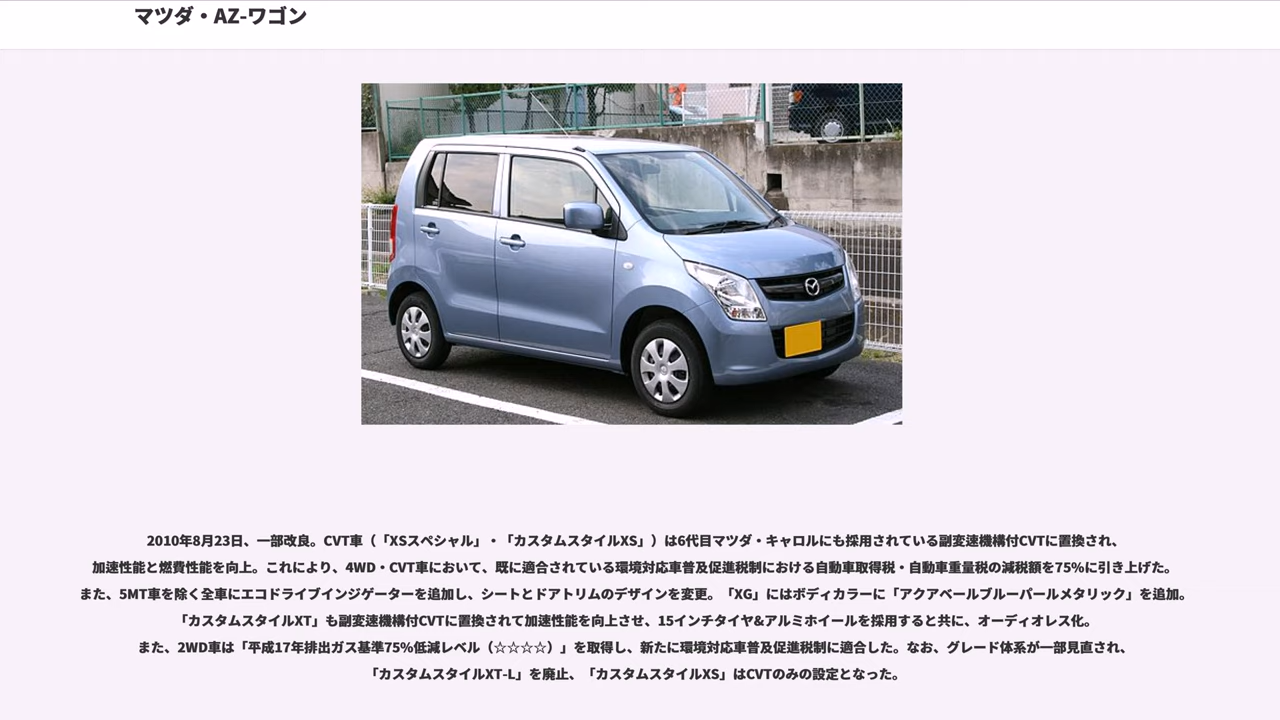 マツダ・AZ-ワゴン
2010年8月23日、一部改良。CVT車（「XSスペシャル」・「カスタムスタイルXS」）は6代目マツダ・キャロルにも採用されている副変速機構付CVTに置換され、
加速性能と燃費性能を向上。これにより、4WD・CVT車において、既に適合されている環境対応車普及促進税制における自動車取得税・自動車重量税の減税額を75%に引き上げた。
また、5MT車を除く全車にエコドライブインジゲーターを追加し、シートとドアトリムのデザインを変更。「XG」にはボディカラーに「アクアベールブルーパールメタリック」を追加。
「カスタムスタイルXT」も副変速機構付CVTに置換されて加速性能を向上させ、15インチタイヤ&アルミホイールを採用すると共に、オーディオレス化。
また、2WD車は「平成17年排出ガス基準75%低減レベル（☆☆☆☆）」を取得し、新たに環境対応車普及促進税制に適合した。なお、グレード体系が一部見直され、
「カスタムスタイルXT-L」を廃止、「カスタムスタイルXS」はCVTのみの設定となった。